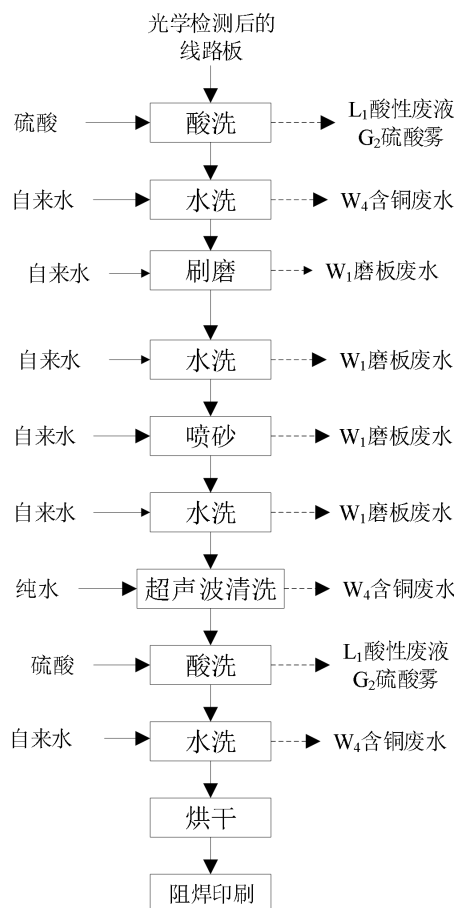 光学检测后的
线路板
硫酸
酸洗
L₁酸性废液
G₂硫酸雾
自来水
水洗
W₄含铜废水
自来水
刷磨
W₁磨板废水
自来水
水洗
W₁磨板废水
自来水
喷砂
W₁磨板废水
自来水
水洗
W₁磨板废水
纯水
超声波清洗
W₄含铜废水
硫酸
酸洗
L₁酸性废液
G₂硫酸雾
自来水
水洗
W₄含铜废水
烘干
阻焊印刷